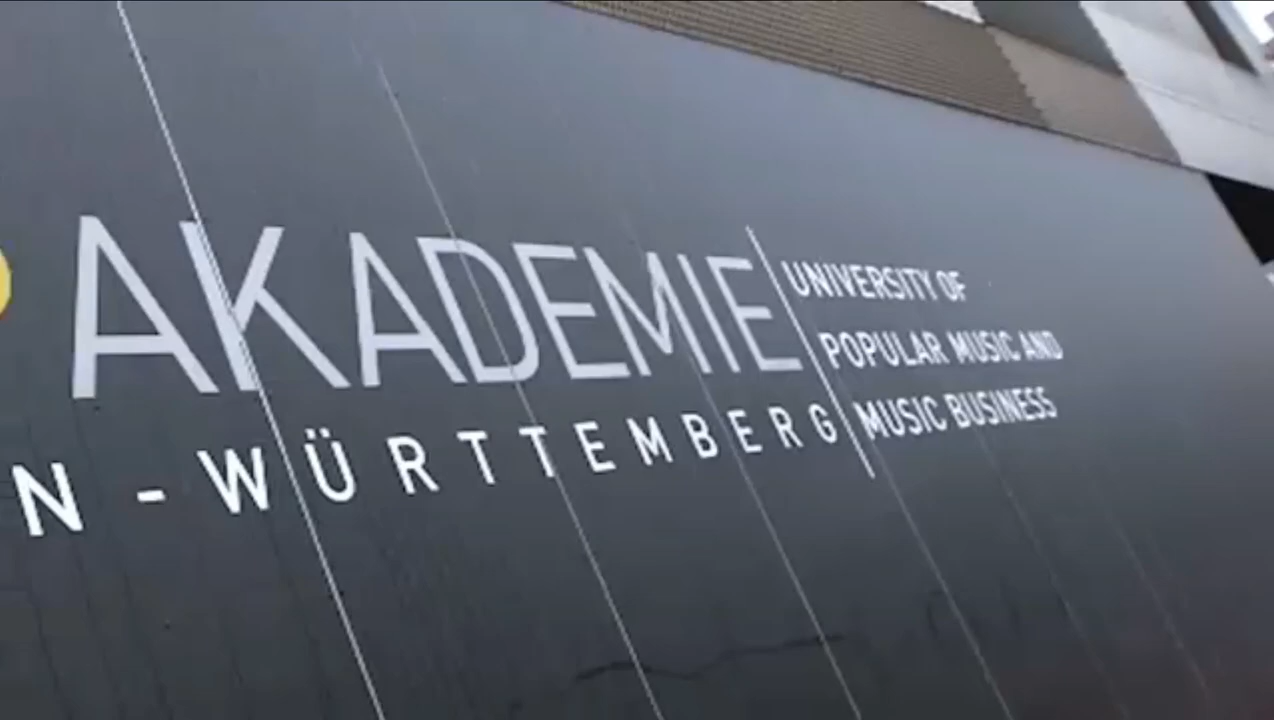 AKADEMIE
N-WÜRTTEMBERG
UNIVERSITY OF
POPULAR MUSIC AND
MUSIC BUSINESS